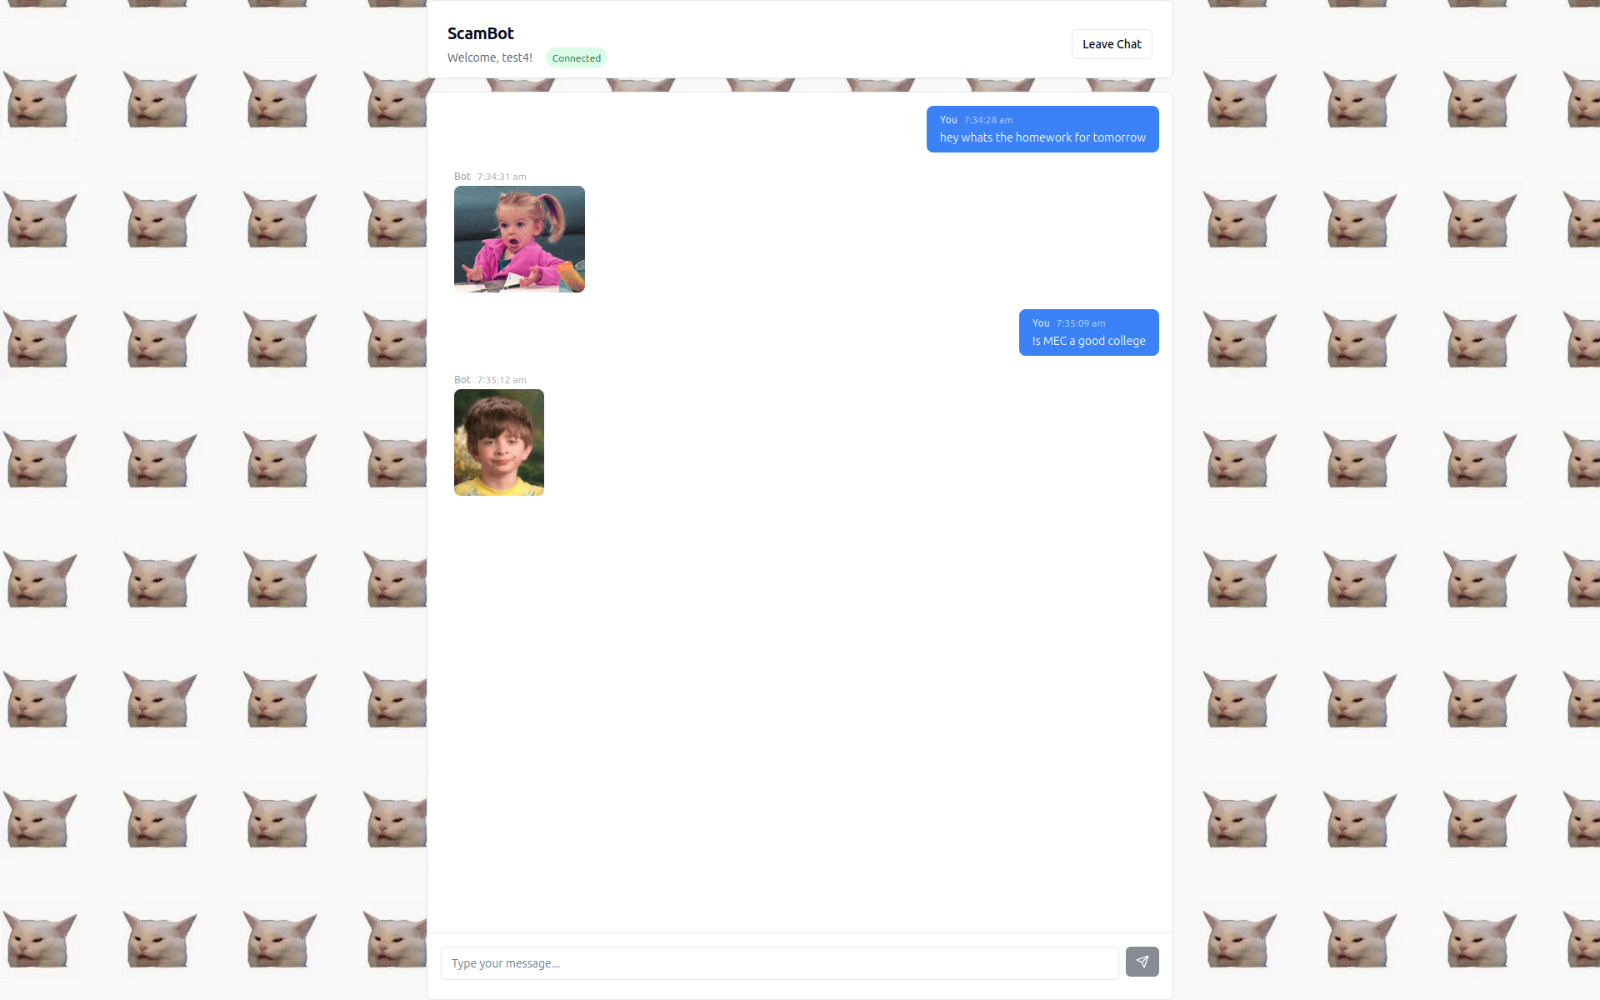 ScamBot
Welcome, test4! Connected
Leave Chat
You 7:34:28 am
hey whats the homework for tomorrow
Bot 7:34:31 am
You 7:35:09 am
Is MEC a good college
Bot 7:35:12 am
Type your message...